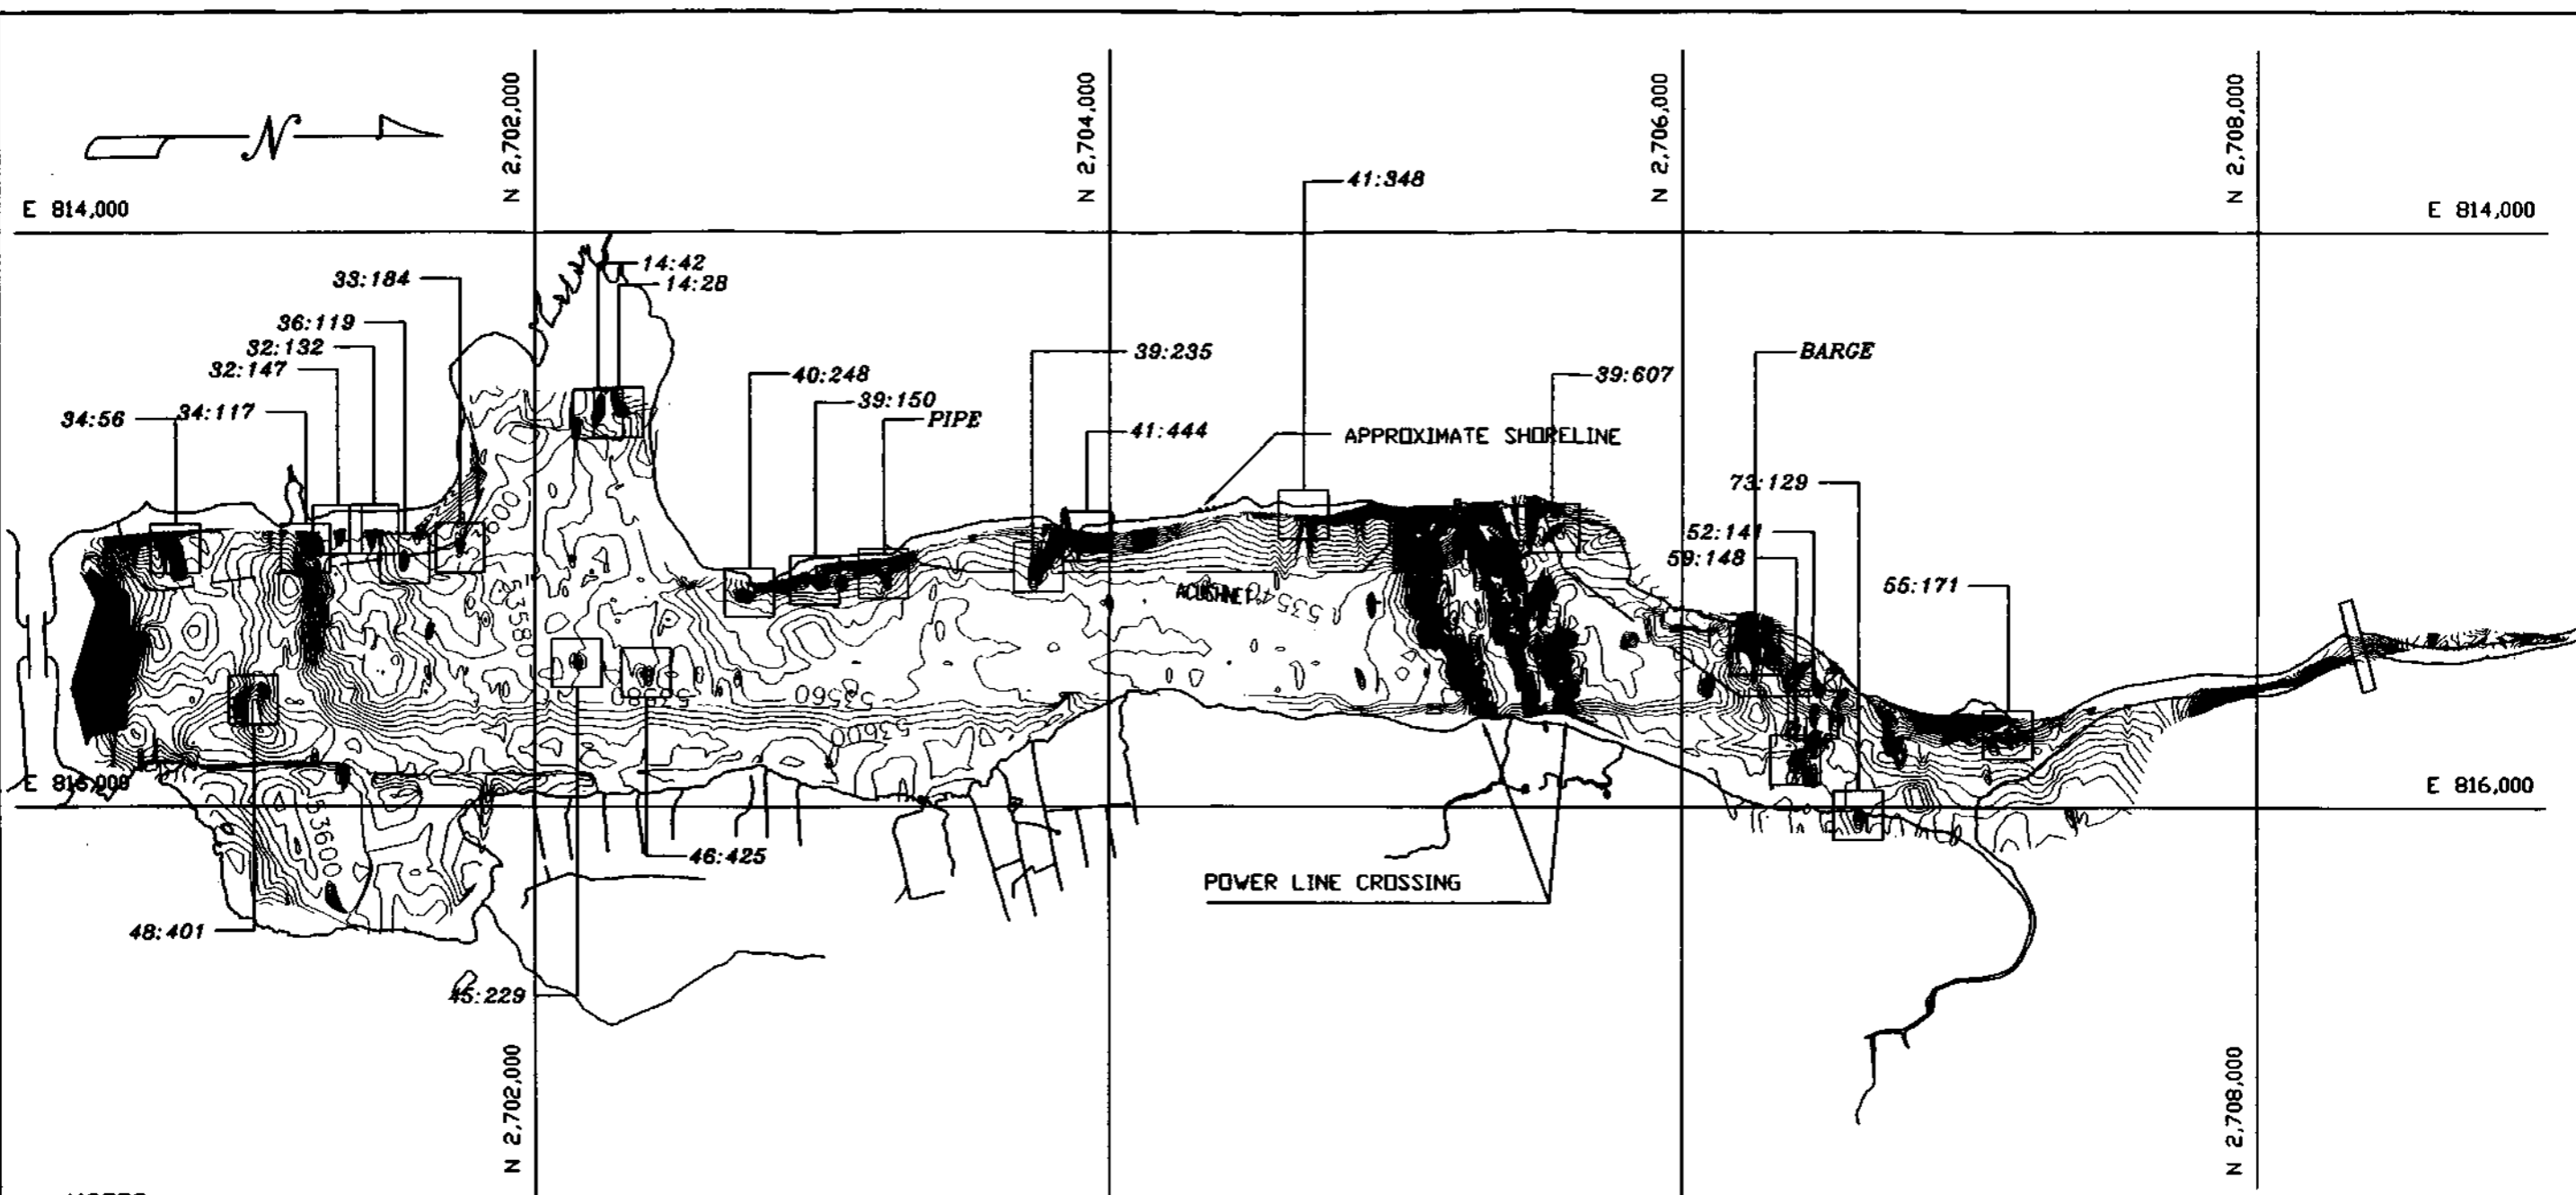 N 2,702,000
N 2,704,000
N 2,706,000
N 2,708,000
N
E 814,000
E 814,000
41:348
14:42
14:28
33:184
36:119
32:132
32:147
34:117
34:56
40:248
39:150
PIPE
39:235
41:444
APPROXIMATE SHORELINE
39:607
BARGE
73:129
52:141
59:148
65:171
53580
ACUSHNET
53560
53600
53600
E 816,000
E 816,000
46:425
POWER LINE CROSSING
48:401
45:229
N 2,702,000
N 2,708,000